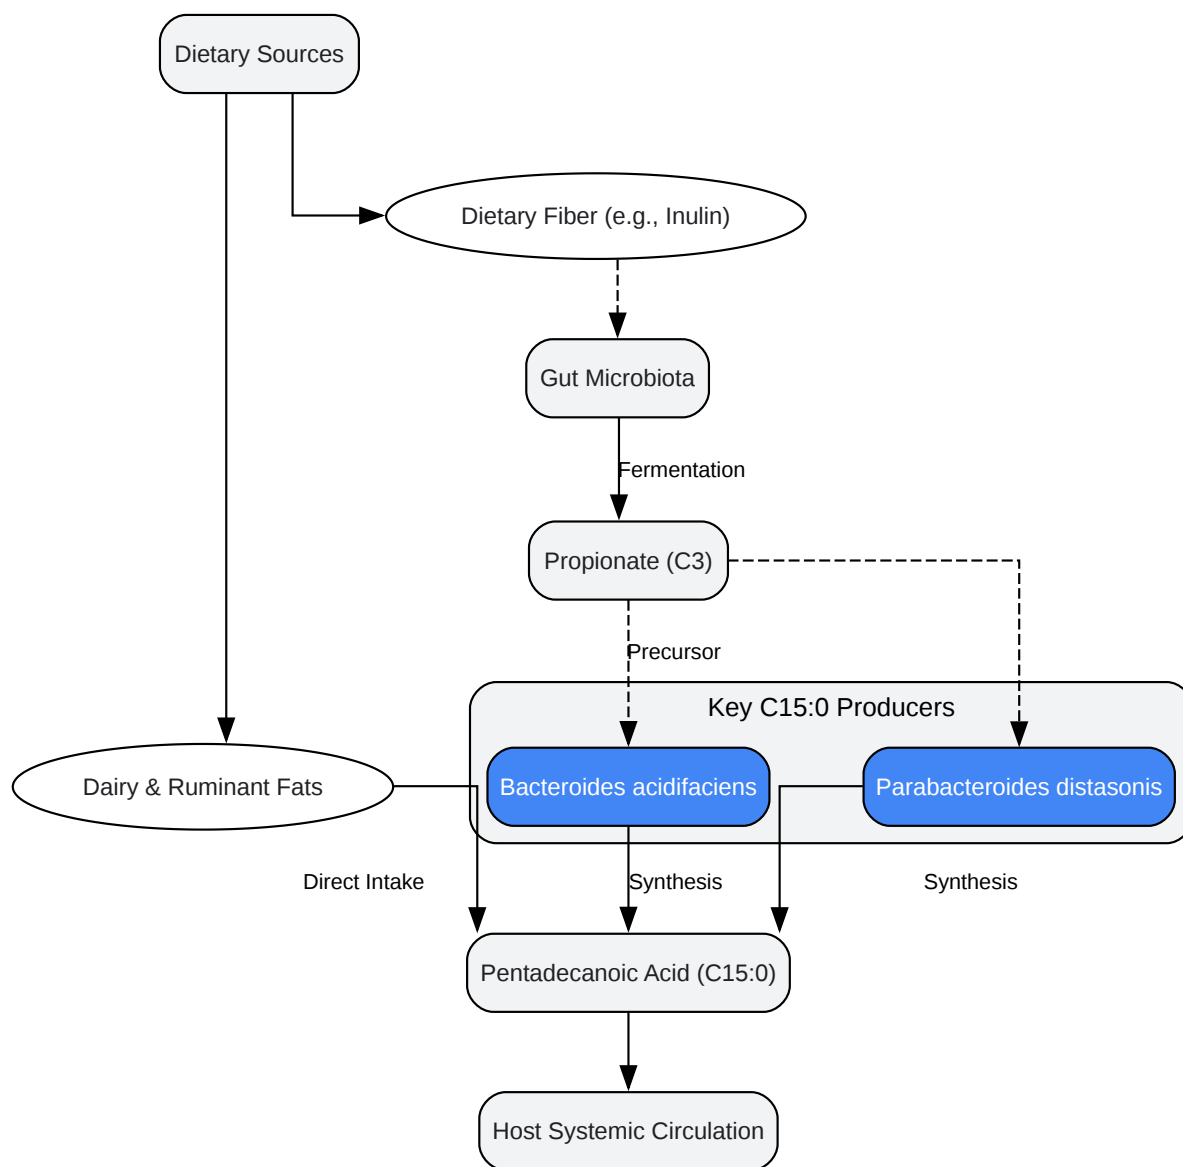 Dietary Sources
Dietary Fiber (e.g., Inulin)
Gut Microbiota
Fermentation
Propionate (C3)
Precursor
Key C15:0 Producers
Dairy & Ruminant Fats
Bacteroides acidifaciens
Parabacteroides distasonis
Direct Intake
Synthesis
Synthesis
Pentadecanoic Acid (C15:0)
Host Systemic Circulation